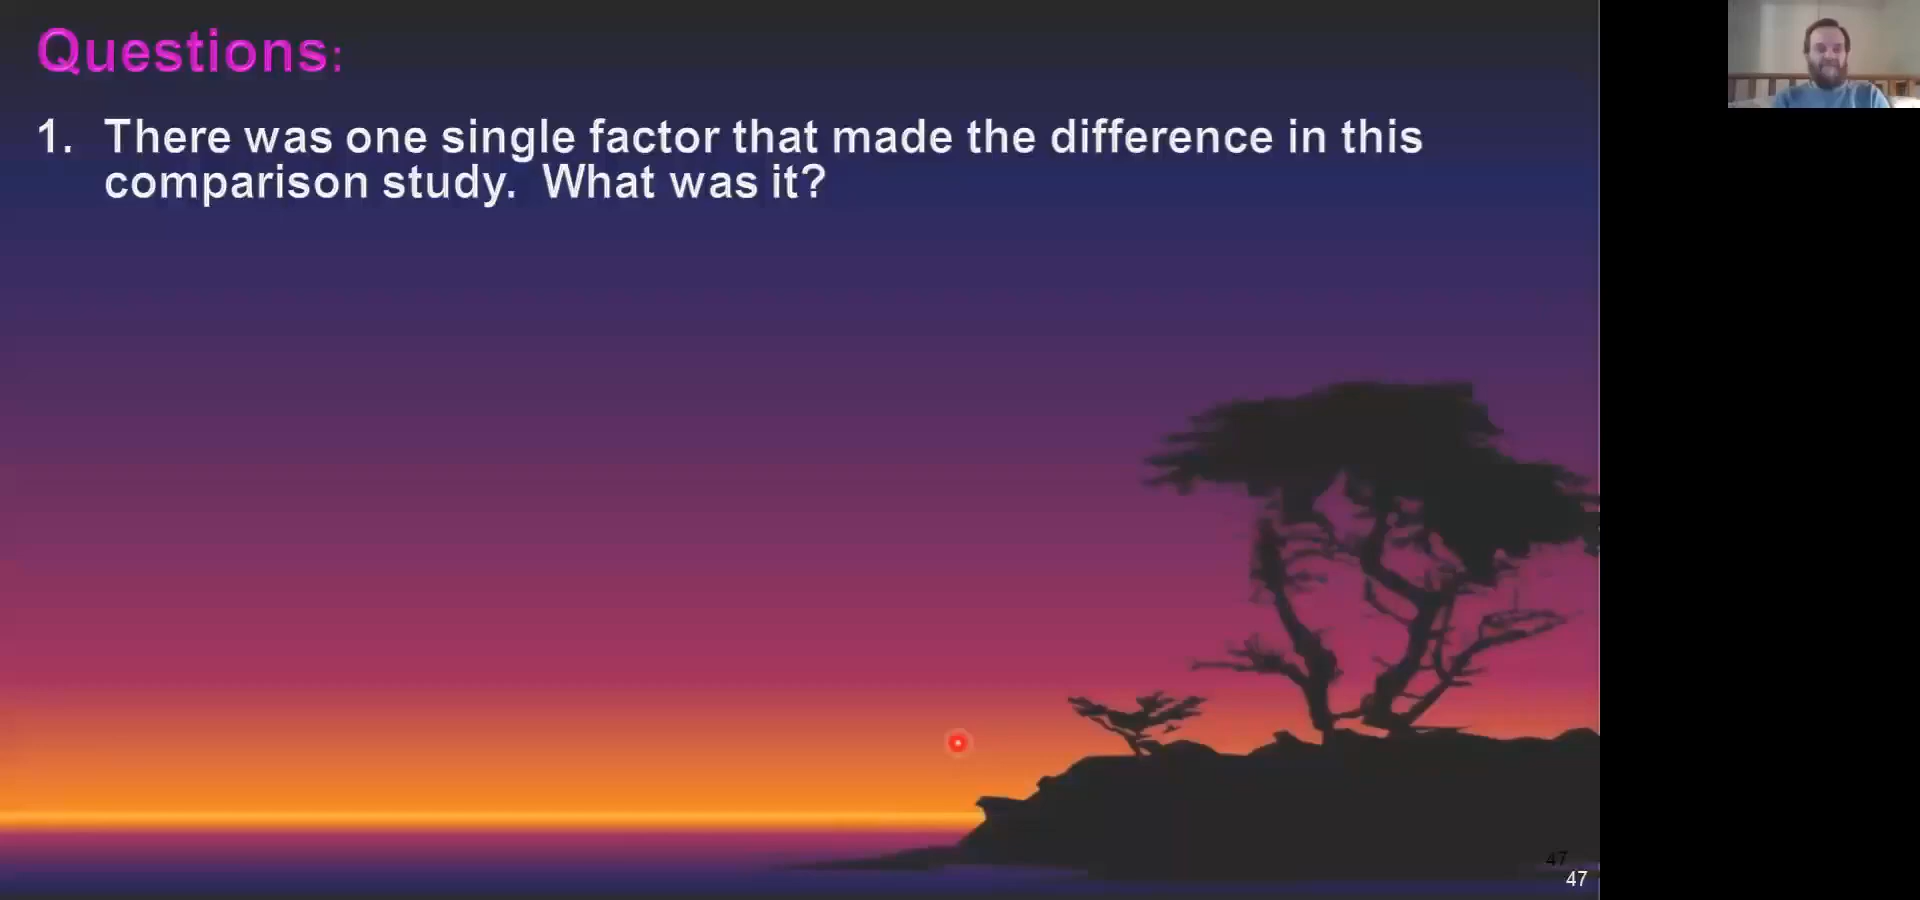 Questions:
1. There was one single factor that made the difference in this
comparison study. What was it?
47
47